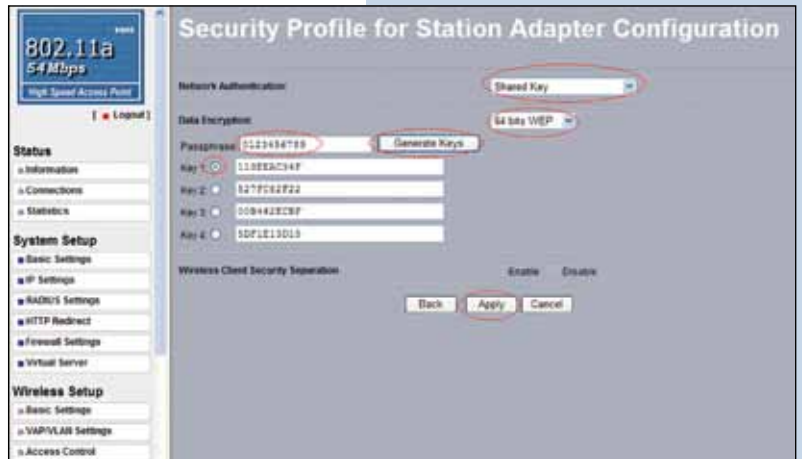 802.11a
54Mbps
High Speed Access Point
[ Logout ]
Status
Information
Connections
Statistics
System Setup
Basic Settings
IP Settings
RADIUS Settings
HTTP Redirect
Firewall Settings
Virtual Server
Wireless Setup
Basic Settings
VAP/VLAN Settings
Access Control
Security Profile for Station Adapter Configuration
Network Authentication Shared Key
Data Encryption 64 bits WEP
Passphrase 0123456789 Generate Keys
Key 1:
Key 2:
Key 3:
Key 4:
Wireless Client Security Separation Enable Disable
Back Apply Cancel